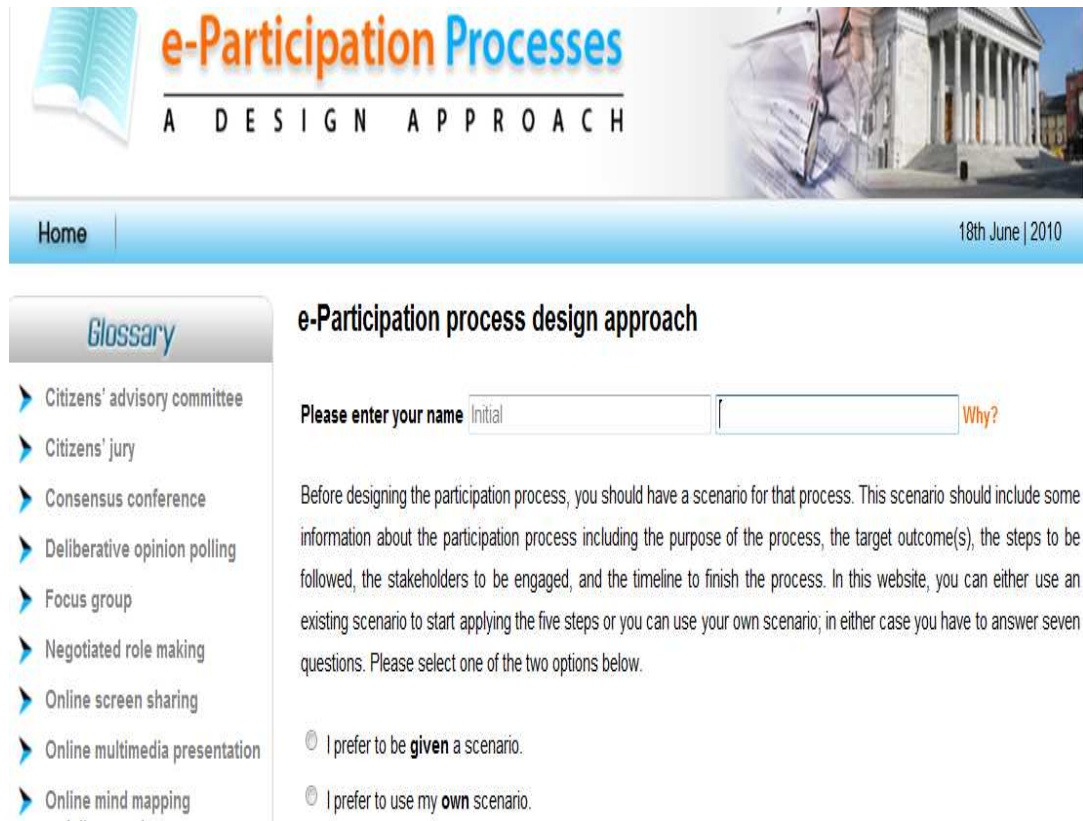 e-Participation Processes
A DESIGN APPROACH
Home
18th June | 2010
Glossary
Citizens' advisory committee
Citizens' jury
Consensus conference
Deliberative opinion polling
Focus group
Negotiated role making
Online screen sharing
Online multimedia presentation
Online mind mapping
e-Participation process design approach
Please enter your name Initial Why?
Before designing the participation process, you should have a scenario for that process. This scenario should include some
information about the participation process including the purpose of the process, the target outcome(s), the steps to be
followed, the stakeholders to be engaged, and the timeline to finish the process. In this website, you can either use an
existing scenario to start applying the five steps or you can use your own scenario; in either case you have to answer seven
questions. Please select one of the two options below.
I prefer to be given a scenario.
I prefer to use my own scenario.